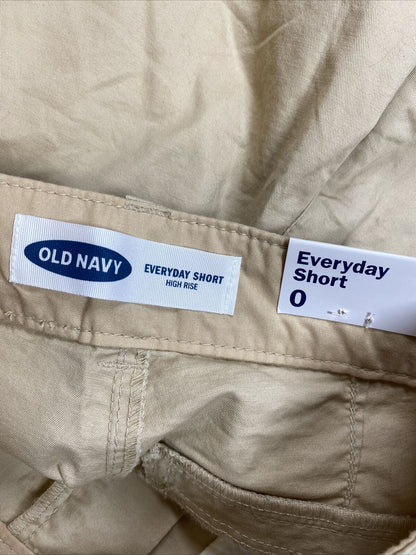 OLD NAVY
EVERYDAY SHORT
HIGH RISE
Everyday
Short
0